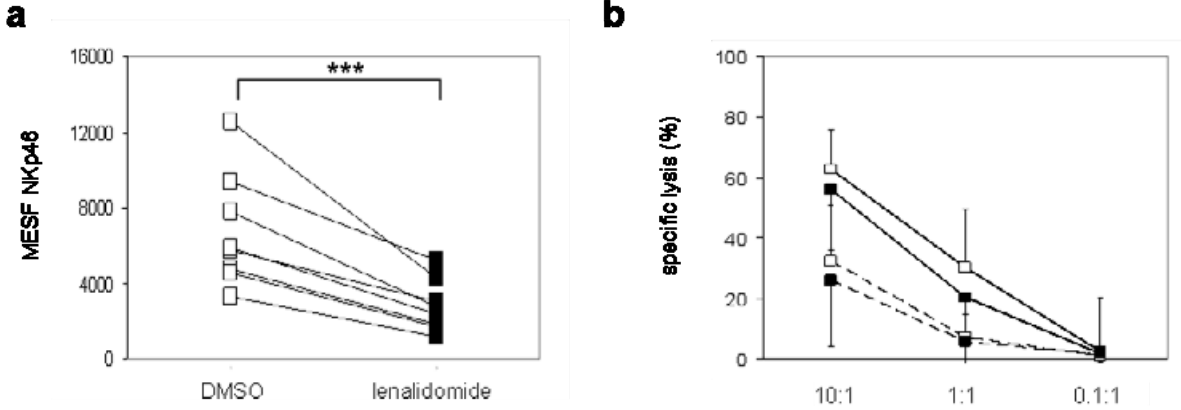 a
b
***
16000
12000
8000
4000
0
MESF NKp46
DMSO
lenalidomide
100
80
60
40
20
0
specific lysis (%)
10:1
1:1
0.1:1